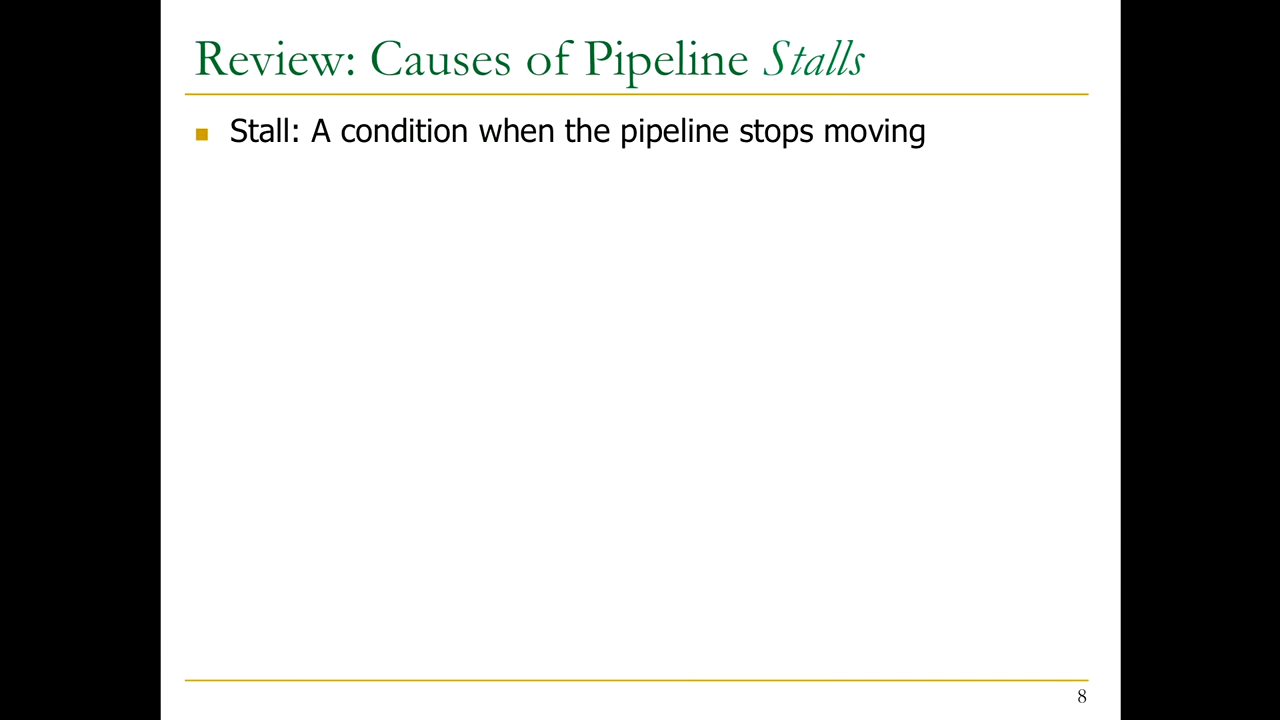 Review: Causes of Pipeline Stalls
Stall: A condition when the pipeline stops moving
8